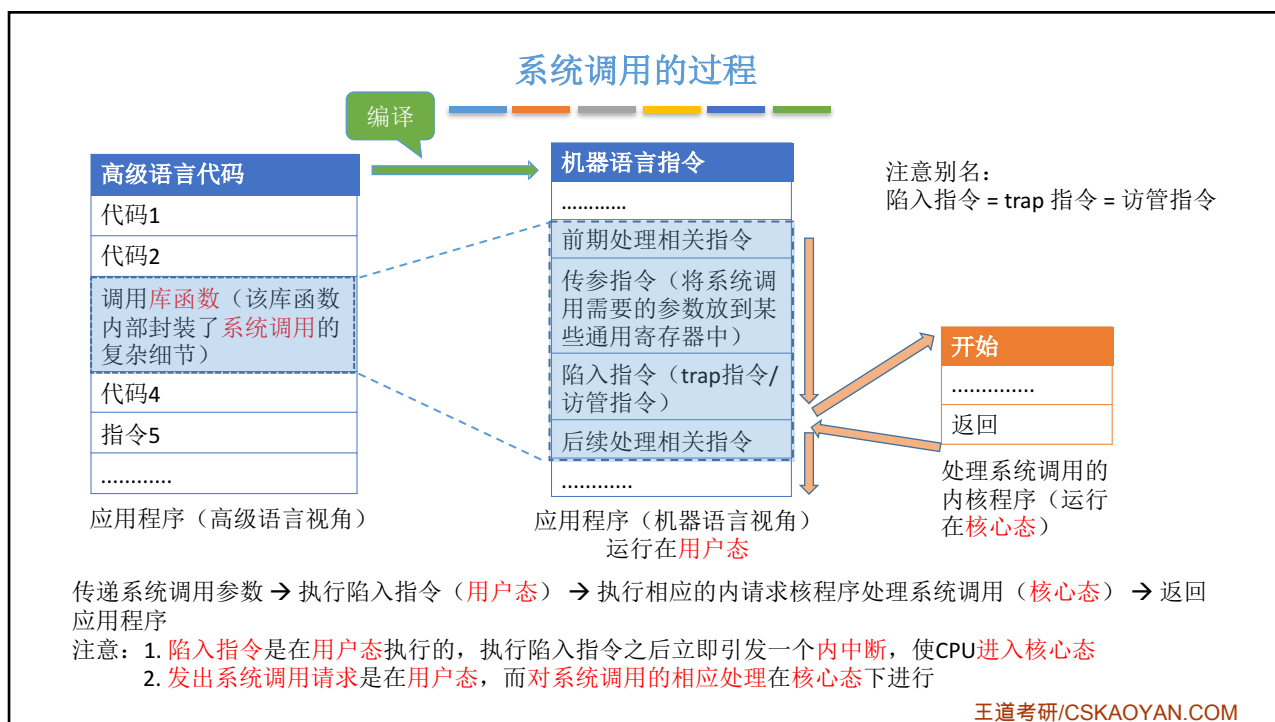 系统调用的过程
编译
高级语言代码
代码1
代码2
调用库函数（该库函数
内部封装了系统调用的
复杂细节）
代码4
指令5
............
应用程序（高级语言视角）
机器语言指令
............
前期处理相关指令
传参指令（将系统调
用需要的参数放到某
些通用寄存器中）
陷入指令（trap指令/
访管指令）
后续处理相关指令
............
应用程序（机器语言视角）
运行在用户态
注意别名：
陷入指令 = trap 指令 = 访管指令
开始
..............
返回
处理系统调用的
内核程序（运行
在核心态）
传递系统调用参数 → 执行陷入指令（用户态） → 执行相应的内请求核程序处理系统调用（核心态） → 返回
应用程序
注意：1. 陷入指令是在用户态执行的，执行陷入指令之后立即引发一个内中断，使CPU进入核心态
2. 发出系统调用请求是在用户态，而对系统调用的相应处理在核心态下进行
王道考研/CSKAOYAN.COM